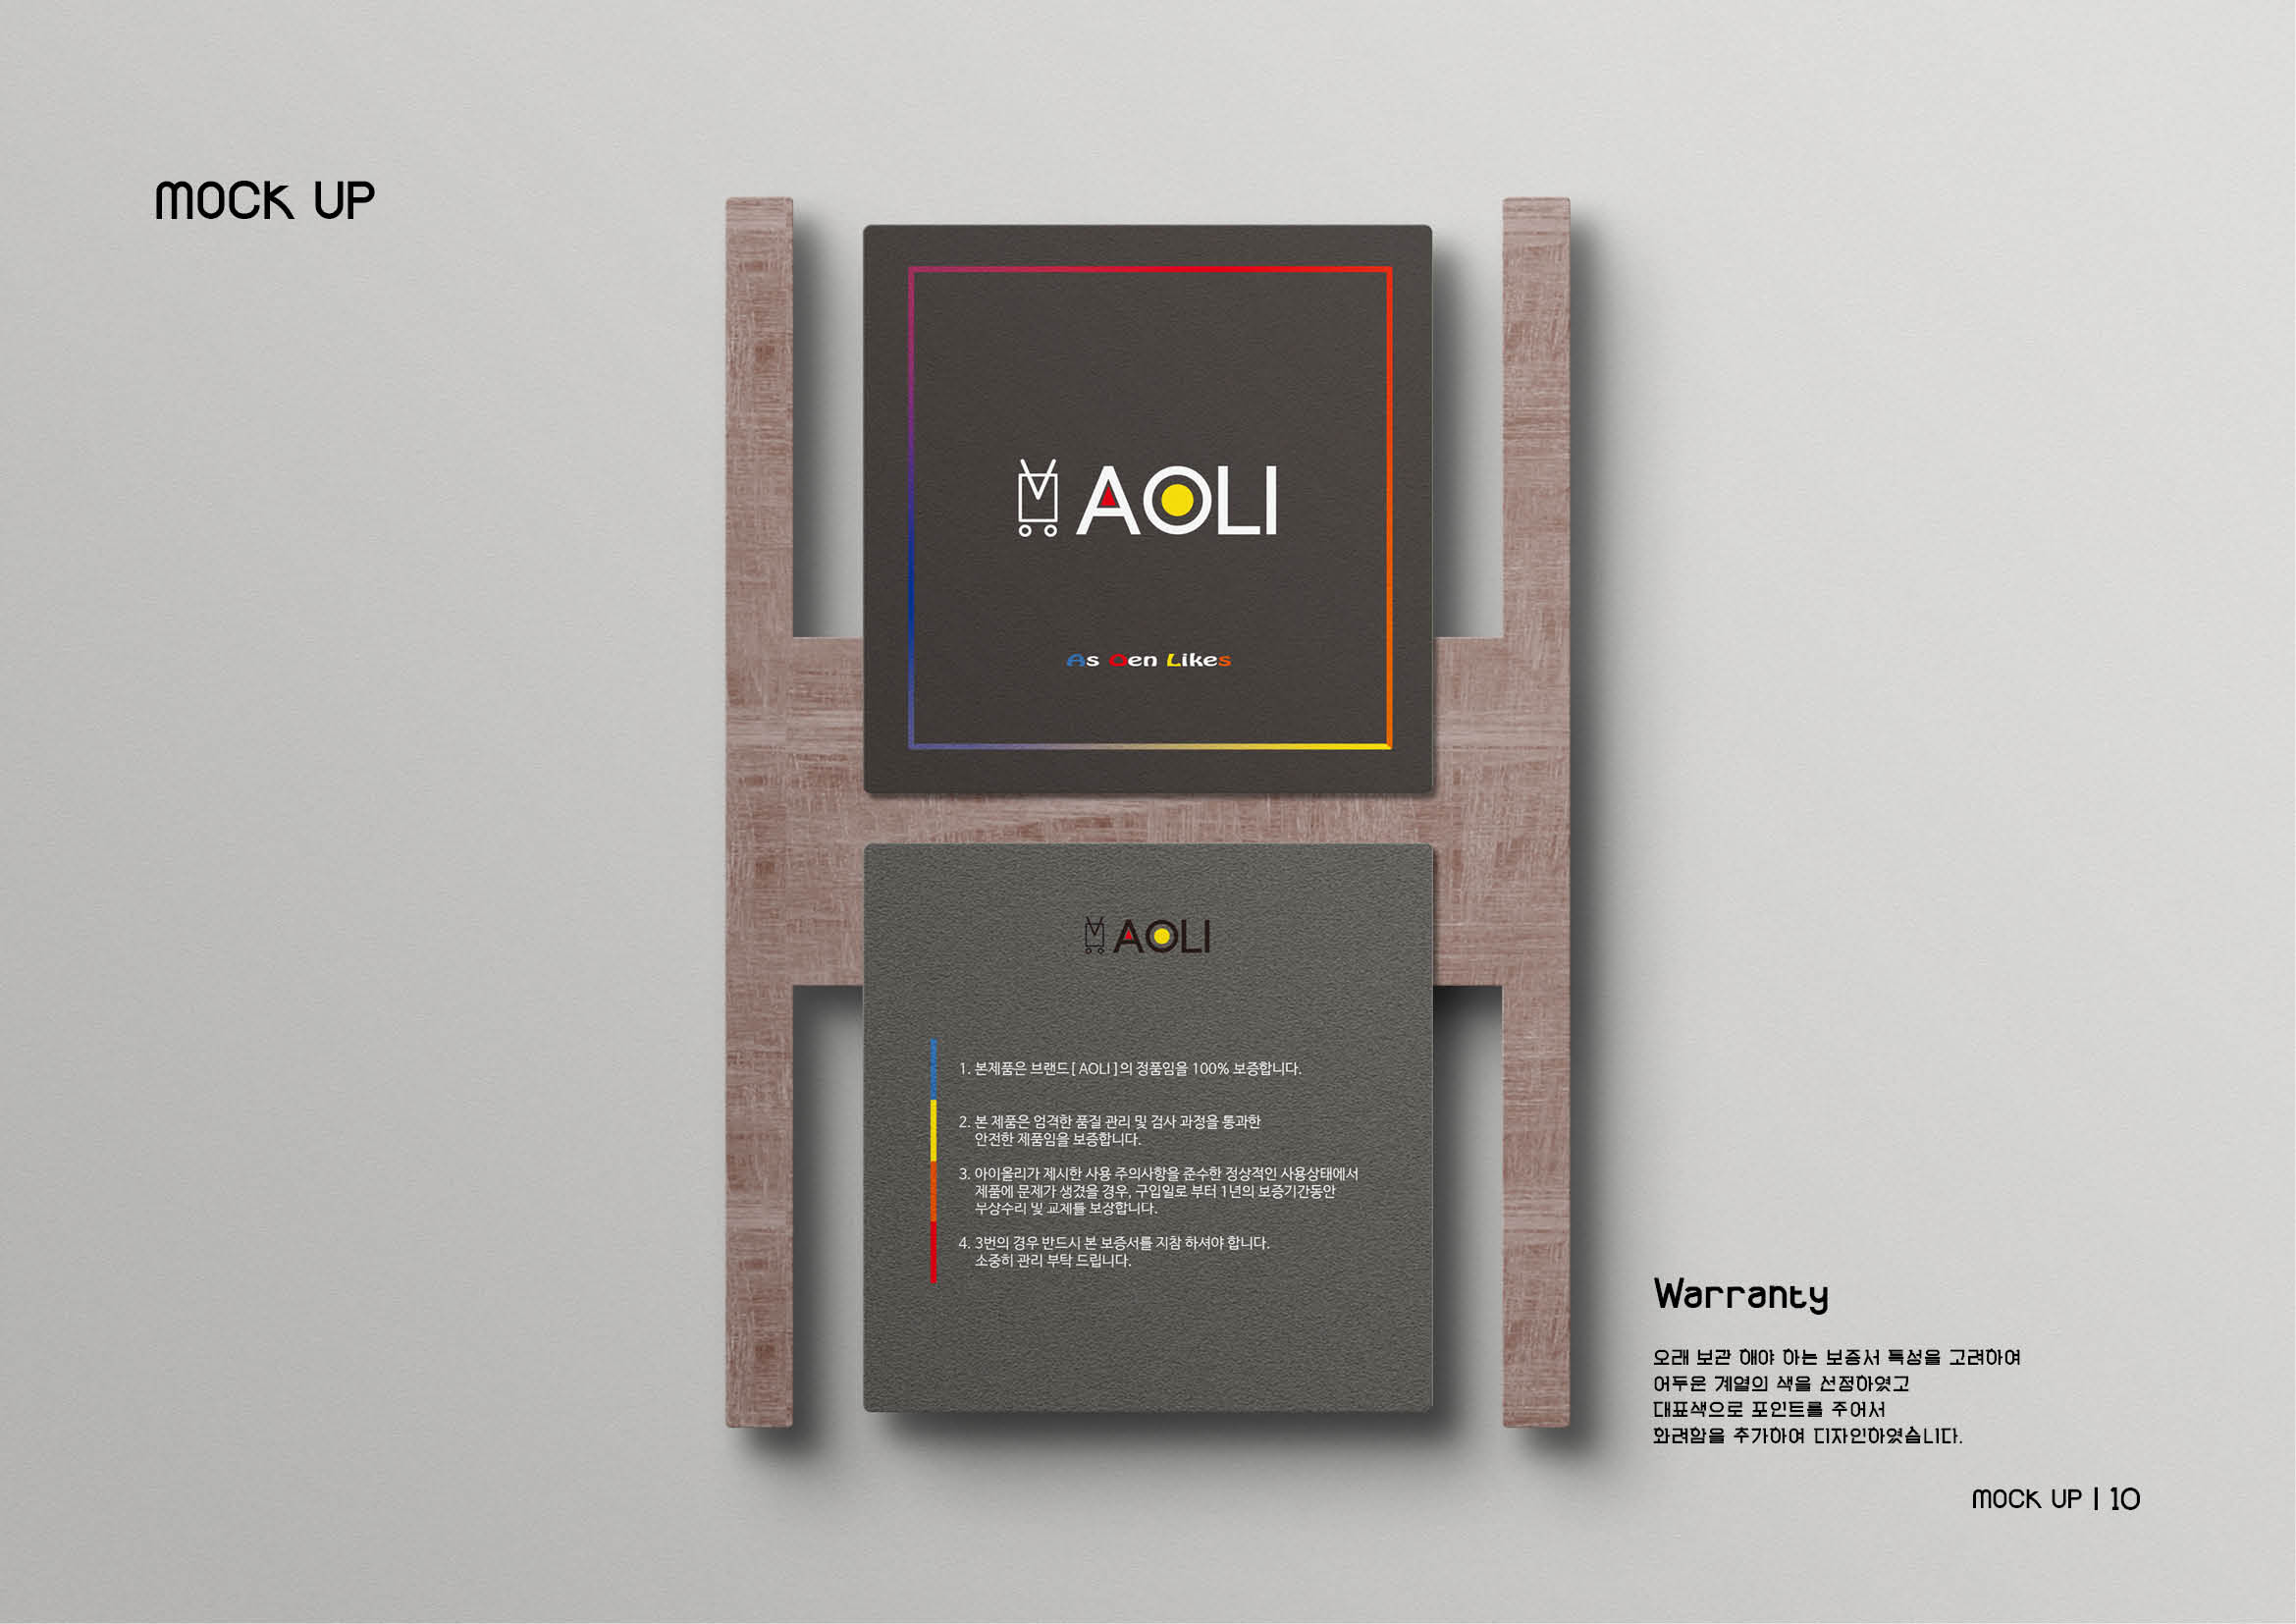 MOCK UP
AOLI
As Oen Likes
AOLI
1. 본제품은 브랜드 [ AOLI ] 의 정품임을 100% 보증합니다.
2. 본 제품은 엄격한 품질 관리 및 검사 과정을 통과한
안전한 제품임을 보증합니다.
3. 아이올리가 제시한 사용 주의사항을 준수한 정상적인 사용상태에서
제품에 문제가 생겼을 경우, 구입일로 부터 1년의 보증기간동안
무상수리 및 교체를 보장합니다.
4. 3번의 경우 반드시 본 보증서를 지참 하셔야 합니다.
소중히 관리 부탁 드립니다.
Warranty
오래 보관 해야 하는 보증서 특성을 고려하여
어두운 계열의 색을 선정하였고
대표색으로 포인트를 주어서
화려함을 추가하여 디자인하였습니다.
MOCK UP | 10